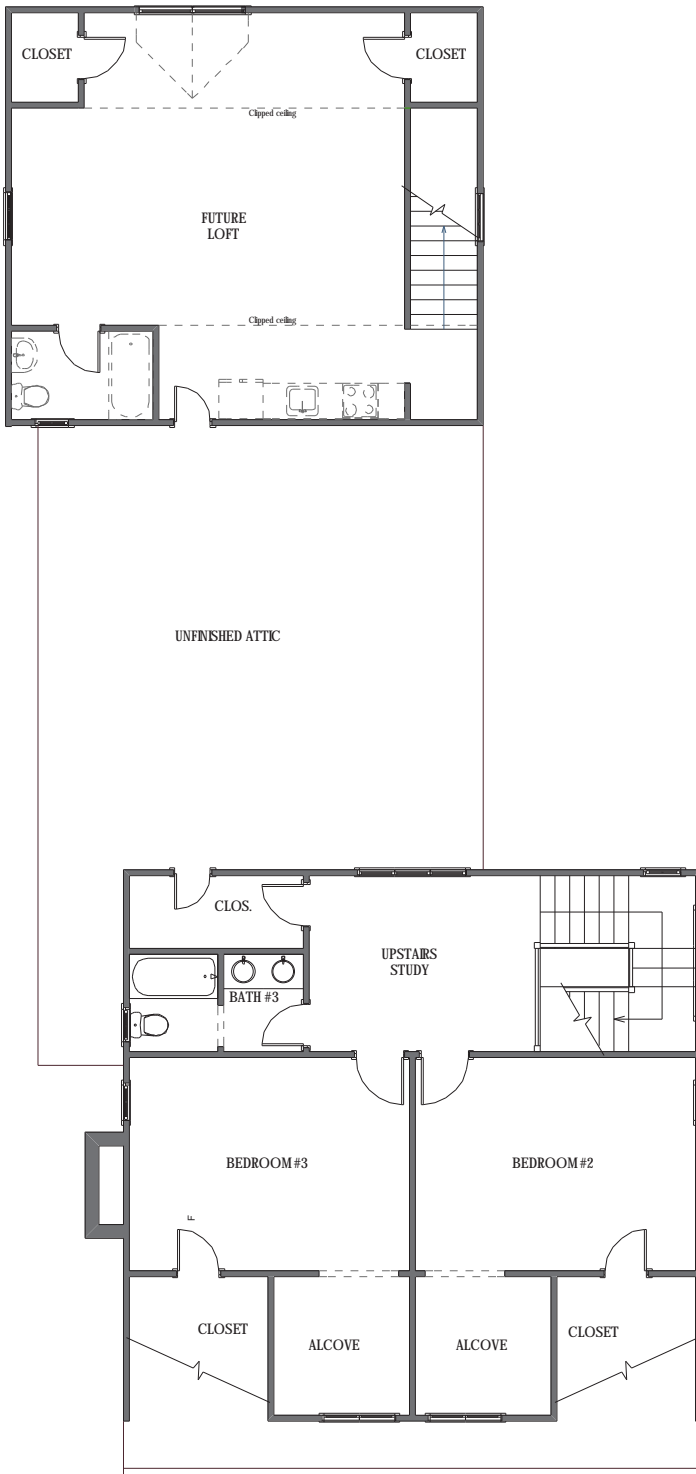 CLOSET
CLOSET
Clipped ceiling
FUTURE
LOFT
Clipped ceiling
UNFINISHED ATTIC
CLOS.
UPSTAIRS
STUDY
BATH #3
BEDROOM #3
BEDROOM #2
F
CLOSET
ALCOVE
ALCOVE
CLOSET